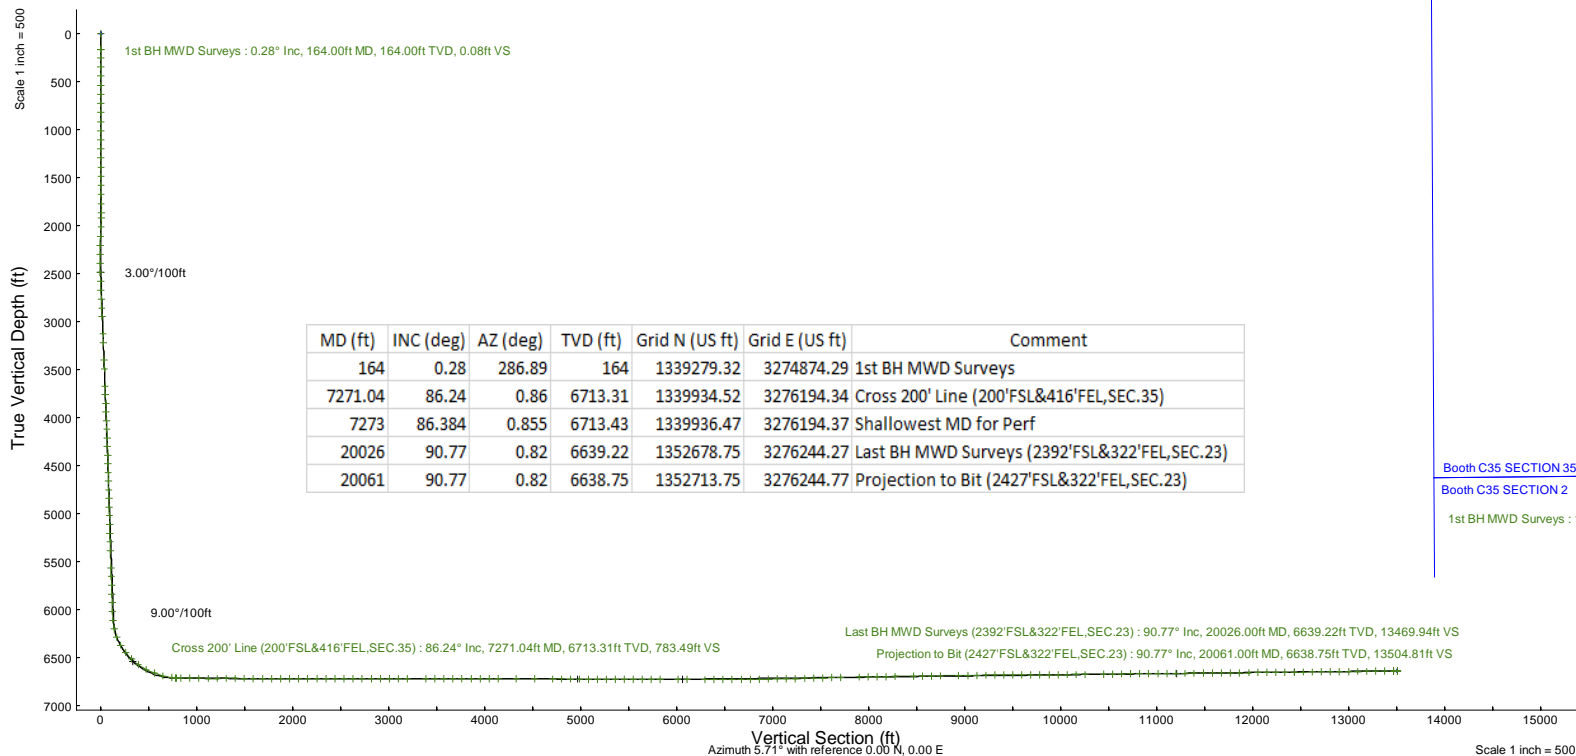 Scale 1 inch = 500
True Vertical Depth (ft)
0
500
1000
1500
2000
2500
3000
3500
4000
4500
5000
5500
6000
6500
7000
1st BH MWD Surveys : 0.28° Inc, 164.00ft MD, 164.00ft TVD, 0.08ft VS
3.00°/100ft
MD (ft) INC (deg) AZ (deg) TVD (ft) Grid N (US ft) Grid E (US ft) Comment
164 0.28 286.89 164 1339279.32 3274874.29 1st BH MWD Surveys
7271.04 86.24 0.86 6713.31 1339934.52 3276194.34 Cross 200' Line (200'FSL&416'FEL,SEC.35)
7273 86.384 0.855 6713.43 1339936.47 3276194.37 Shallowest MD for Perf
20026 90.77 0.82 6639.22 1352678.75 3276244.27 Last BH MWD Surveys (2392'FSL&322'FEL,SEC.23)
20061 90.77 0.82 6638.75 1352713.75 3276244.77 Projection to Bit (2427'FSL&322'FEL,SEC.23)
Booth C35 SECTION 35
Booth C35 SECTION 2
1st BH MWD Surveys :
9.00°/100ft
Cross 200' Line (200'FSL&416'FEL,SEC.35) : 86.24° Inc, 7271.04ft MD, 6713.31ft TVD, 783.49ft VS
Last BH MWD Surveys (2392'FSL&322'FEL,SEC.23) : 90.77° Inc, 20026.00ft MD, 6639.22ft TVD, 13469.94ft VS
Projection to Bit (2427'FSL&322'FEL,SEC.23) : 90.77° Inc, 20061.00ft MD, 6638.75ft TVD, 13504.81ft VS
0 1000 2000 3000 4000 5000 6000 7000 8000 9000 10000 11000 12000 13000 14000 15000
Vertical Section (ft)
Azimuth 5.71° with reference 0.00 N, 0.00 E
Scale 1 inch = 500